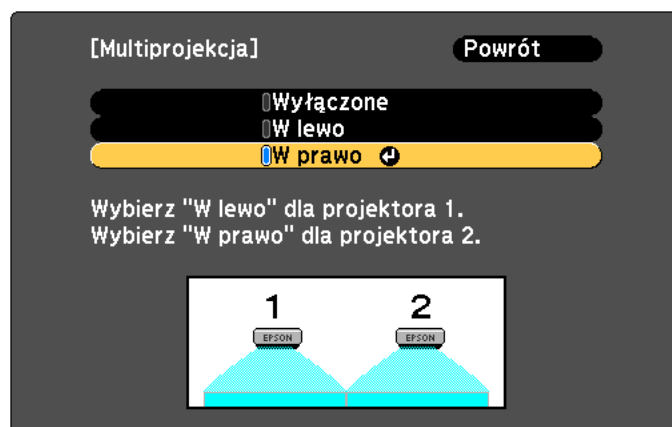 [Multiprojekcja] Powrót
Wyłączone
W lewo
W prawo
Wybierz "W lewo" dla projektora 1.
Wybierz "W prawo" dla projektora 2.
1 2
EPSON EPSON